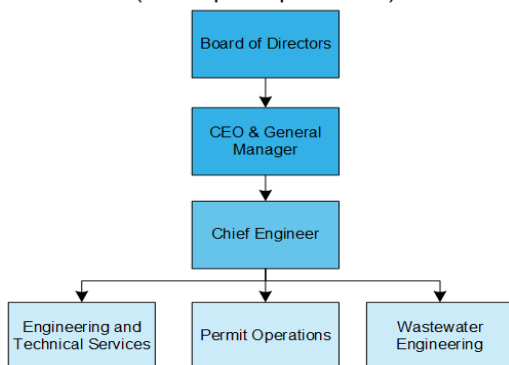 Board of Directors
CEO & General
Manager
Chief Engineer
Engineering and
Technical Services
Permit Operations
Wastewater
Engineering